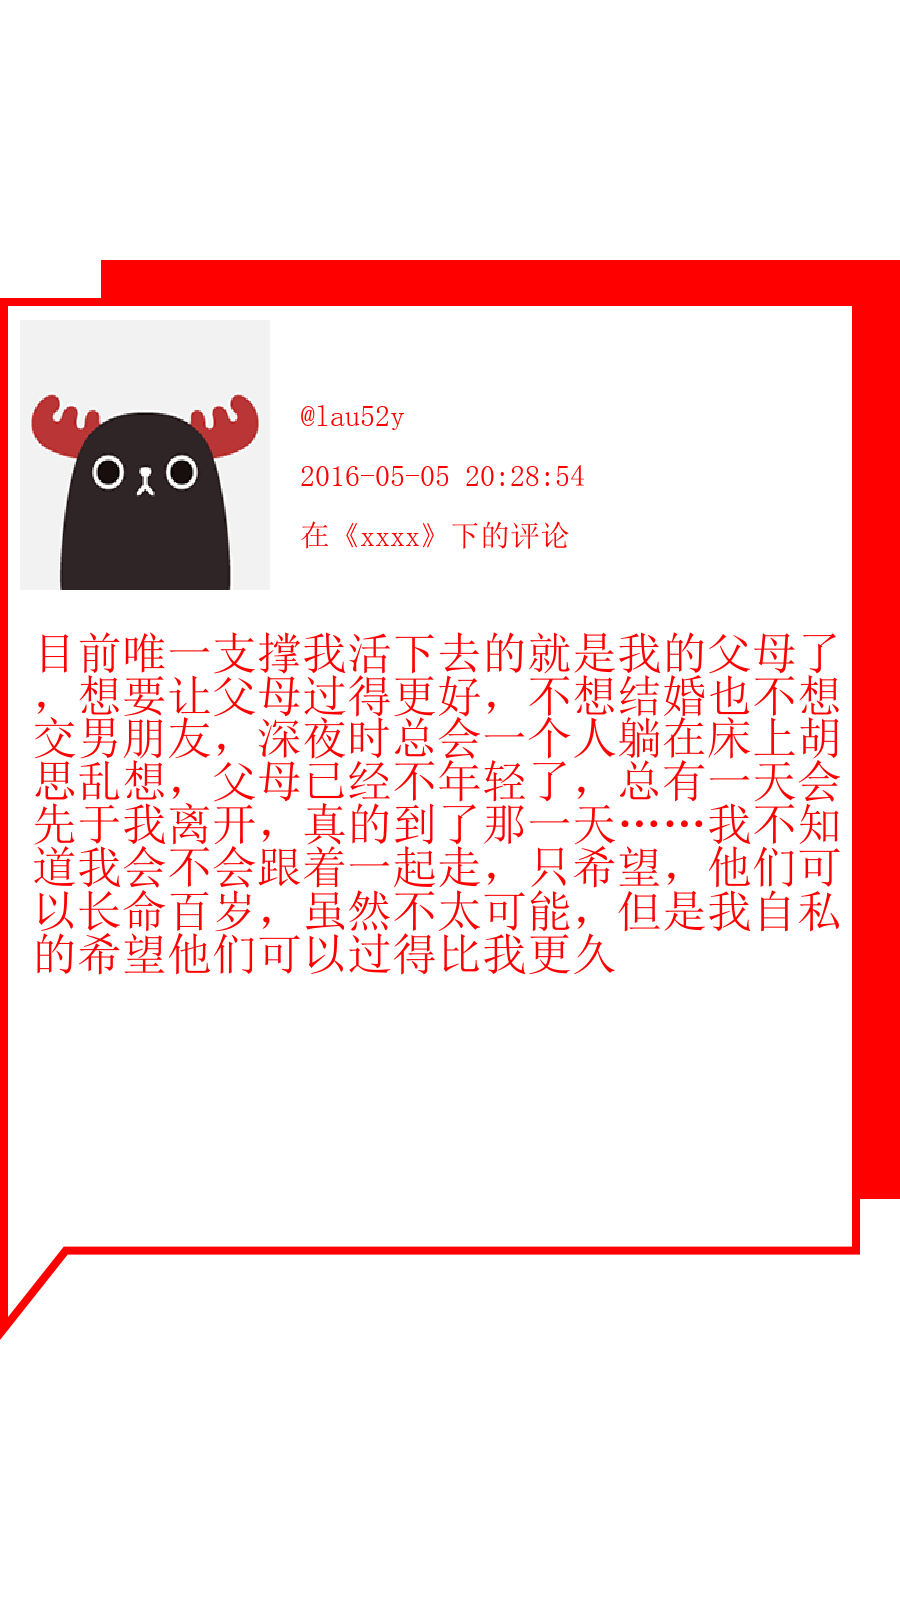 @lau52y
2016-05-05 20:28:54
在《xxxx》下的评论
目前唯一支撑我活下去的就是我的父母了
，想要让父母过得更好，不想结婚也不想
交男朋友，深夜时总会一个人躺在床上胡
思乱想，父母已经不年轻了，总有一天会
先于我离开，真的到了那一天……我不知
道我会不会跟着一起走，只希望，他们可
以长命百岁，虽然不太可能，但是我自私
的希望他们可以过得比我更久